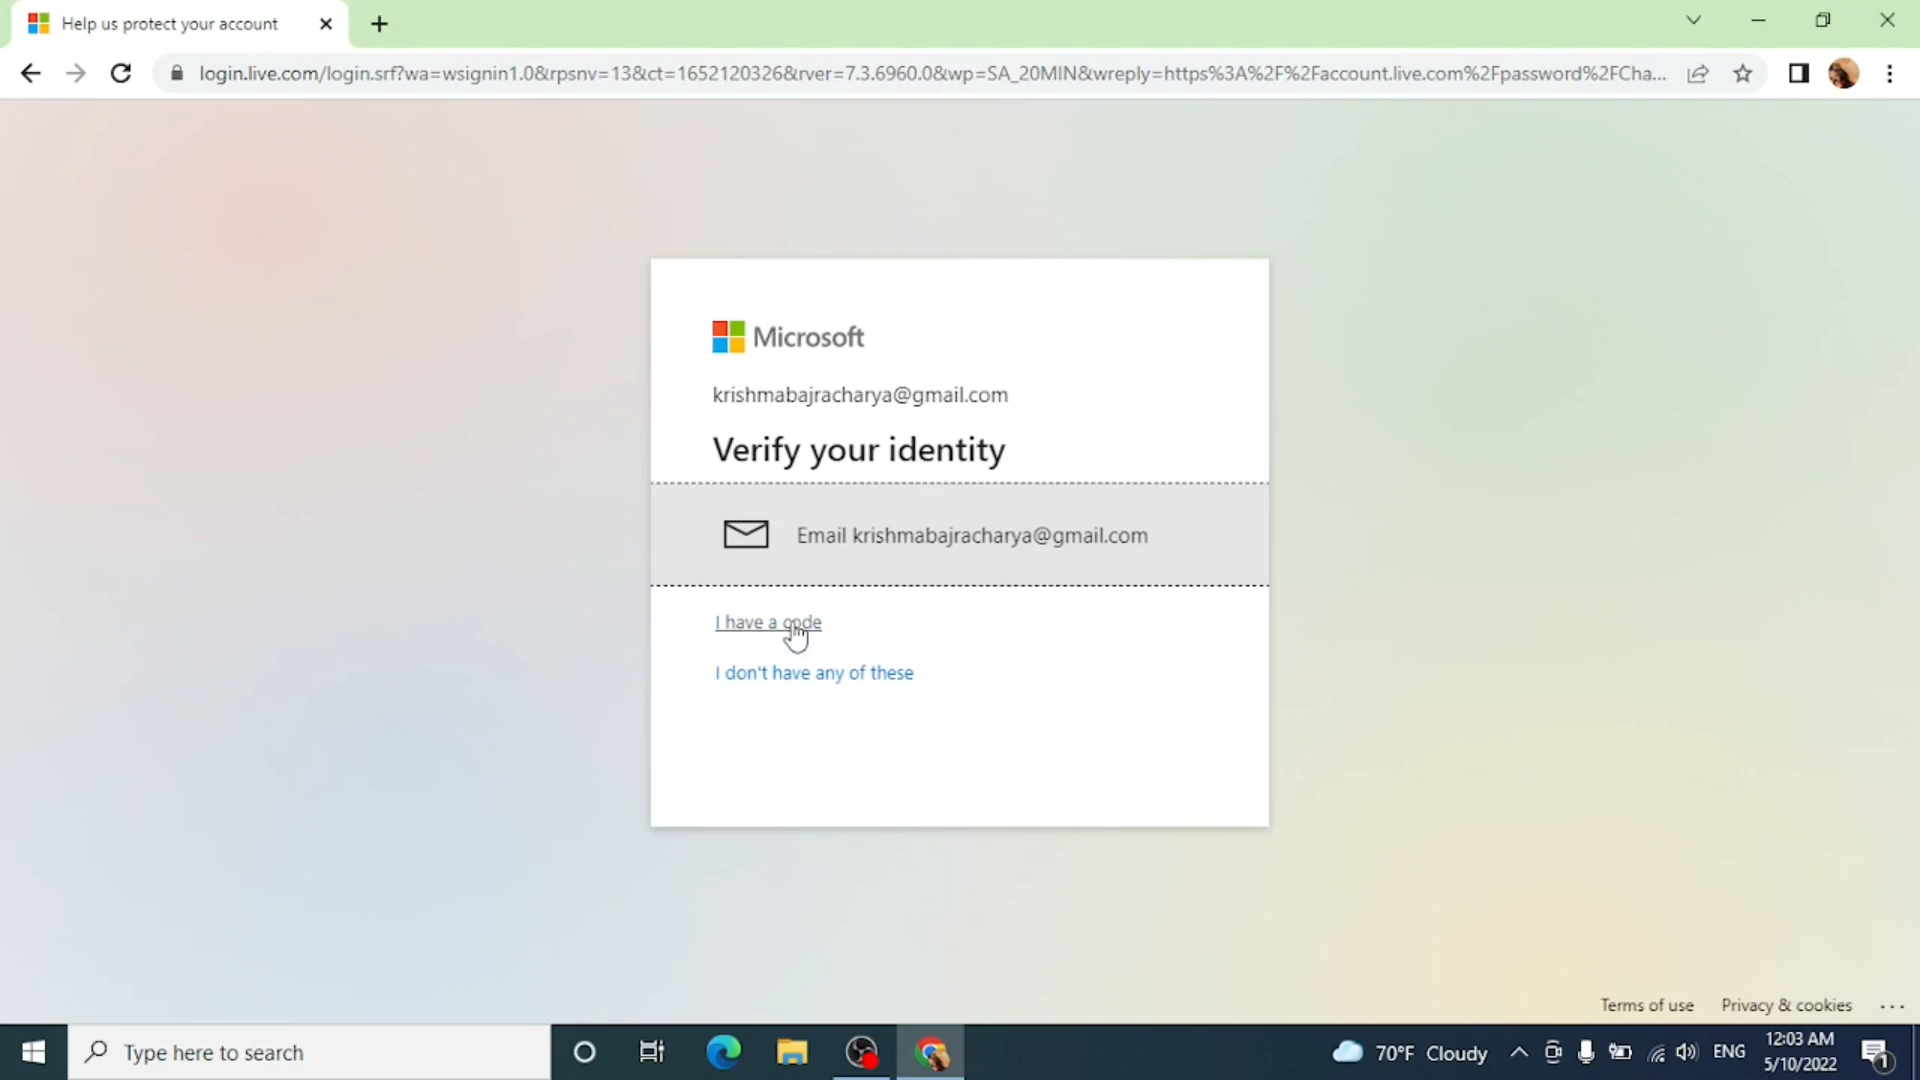 Help us protect your account
login.live.com/login.srf?wa=wsignin1.0&rpsnv=13&ct=1652120326&rver=7.3.6960.0&wp=SA_20MIN&wreply=https%3A%2F%2Faccount.live.com%2Fpassword%2FCha...
Microsoft
krishmabajracharya@gmail.com
Verify your identity
Email krishmabajracharya@gmail.com
I have a code
I don't have any of these
Terms of use Privacy & cookies ...
Type here to search
70°F Cloudy
ENG
12:03 AM
5/10/2022
1